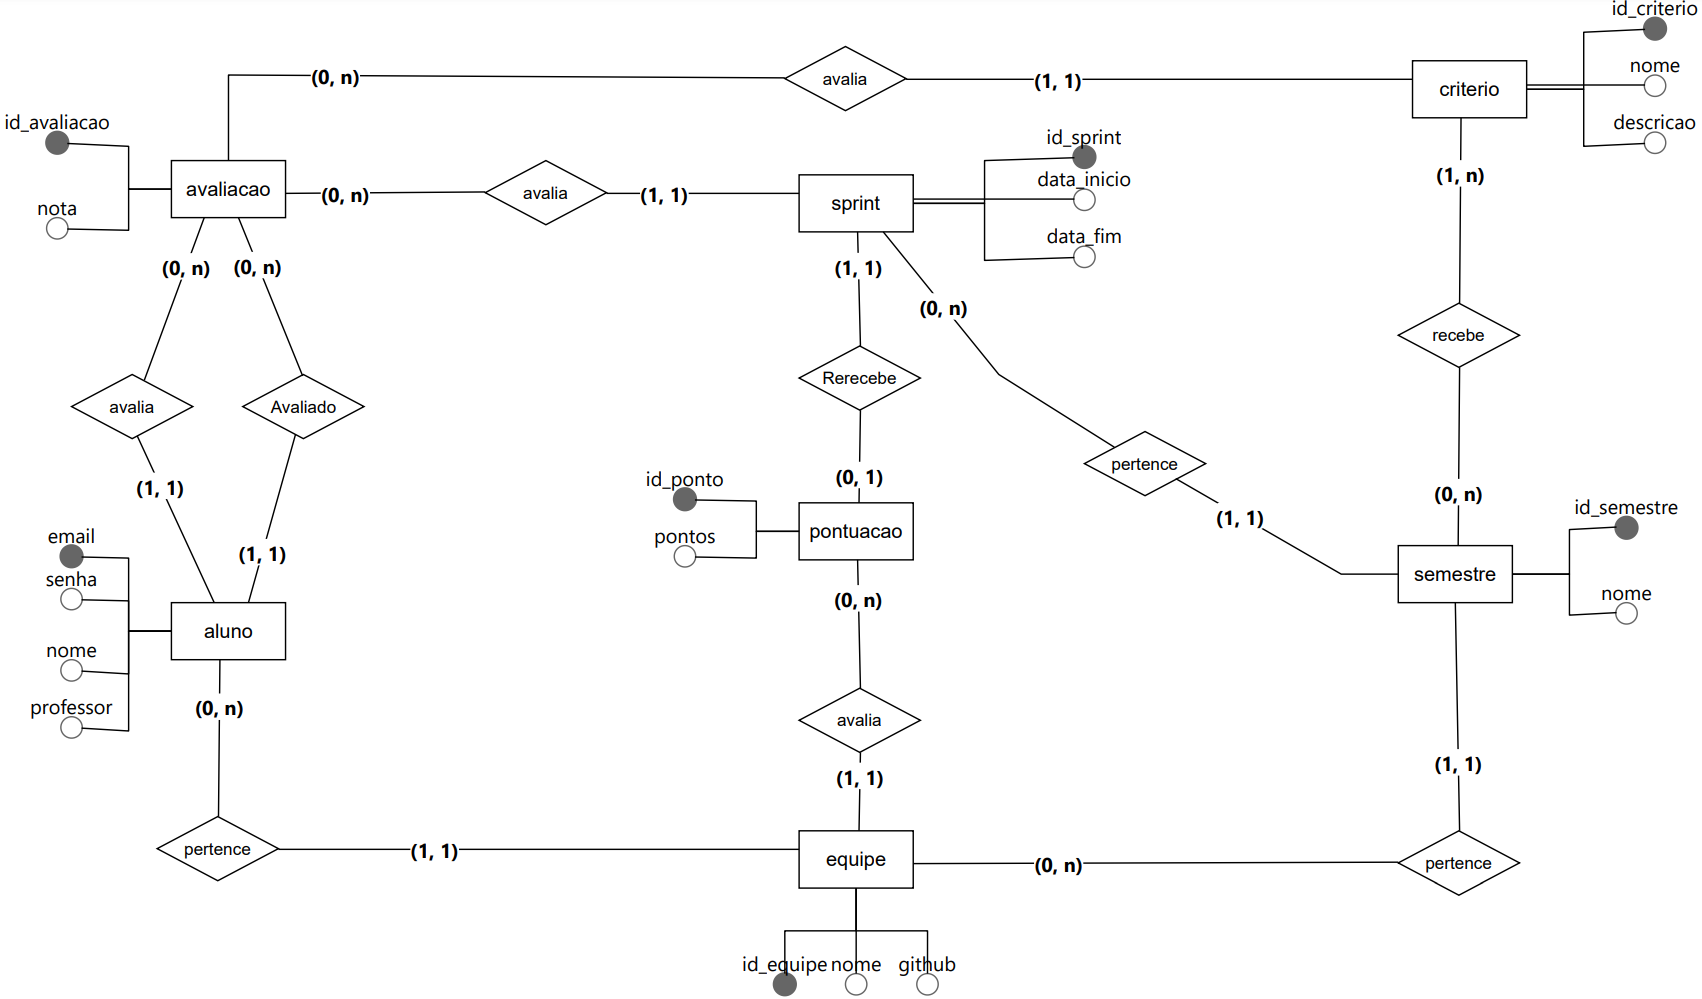 id_criterio
(0, n)
avalia
(1, 1)
criterio
nome
descricao
id_avaliacao
avaliacao
nota
(0, n)
avalia
(1, 1)
sprint
id_sprint
data_inicio
data_fim
(1, n)
(0, n)
(0, n)
(1, 1)
(0, n)
recebe
avalia
Avaliado
Rerecebe
pertence
(1, 1)
(1, 1)
(0, 1)
(1, 1)
(0, n)
id_ponto
pontos
pontuacao
id_semestre
semestre
nome
email
senha
nome
professor
aluno
(0, n)
(0, n)
avalia
(1, 1)
(1, 1)
pertence
(1, 1)
equipe
(0, n)
pertence
id_equipe
nome
github